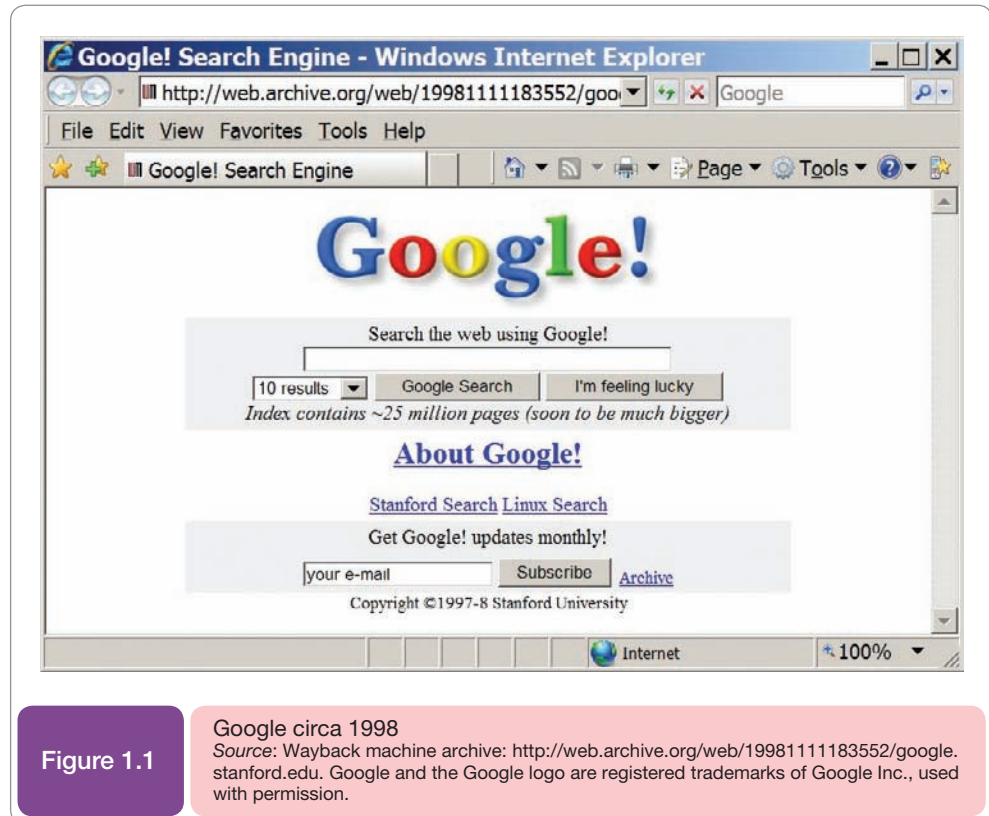 Google! Search Engine - Windows Internet Explorer
http://web.archive.org/web/19981111183552/goo
Google
File Edit View Favorites Tools Help
Google! Search Engine
Page Tools
Google!
Search the web using Google!
10 results Google Search I'm feeling lucky
Index contains ~25 million pages (soon to be much bigger)
About Google!
Stanford Search Linux Search
Get Google! updates monthly!
your e-mail Subscribe Archive
Copyright ©1997-8 Stanford University
Internet 100%
Figure 1.1
Google circa 1998
Source: Wayback machine archive: http://web.archive.org/web/19981111183552/google.
stanford.edu. Google and the Google logo are registered trademarks of Google Inc., used
with permission.